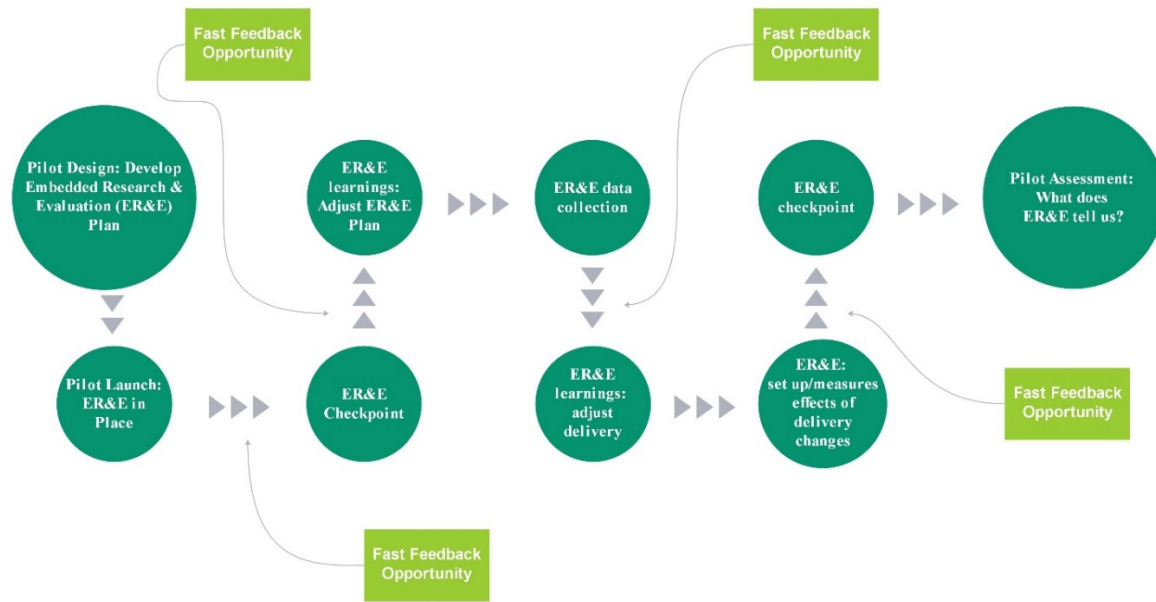 Fast Feedback
Opportunity
Fast Feedback
Opportunity
Pilot Design: Develop
Embedded Research &
Evaluation (ER&E)
Plan
ER&E
learnings:
Adjust ER&E
Plan
ER&E data
collection
ER&E
checkpoint
Pilot Assessment:
What does
ER&E tell us?
Pilot Launch:
ER&E in
Place
ER&E
Checkpoint
ER&E
learnings:
adjust
delivery
ER&E:
set up/measures
effects of
delivery
changes
Fast Feedback
Opportunity
Fast Feedback
Opportunity